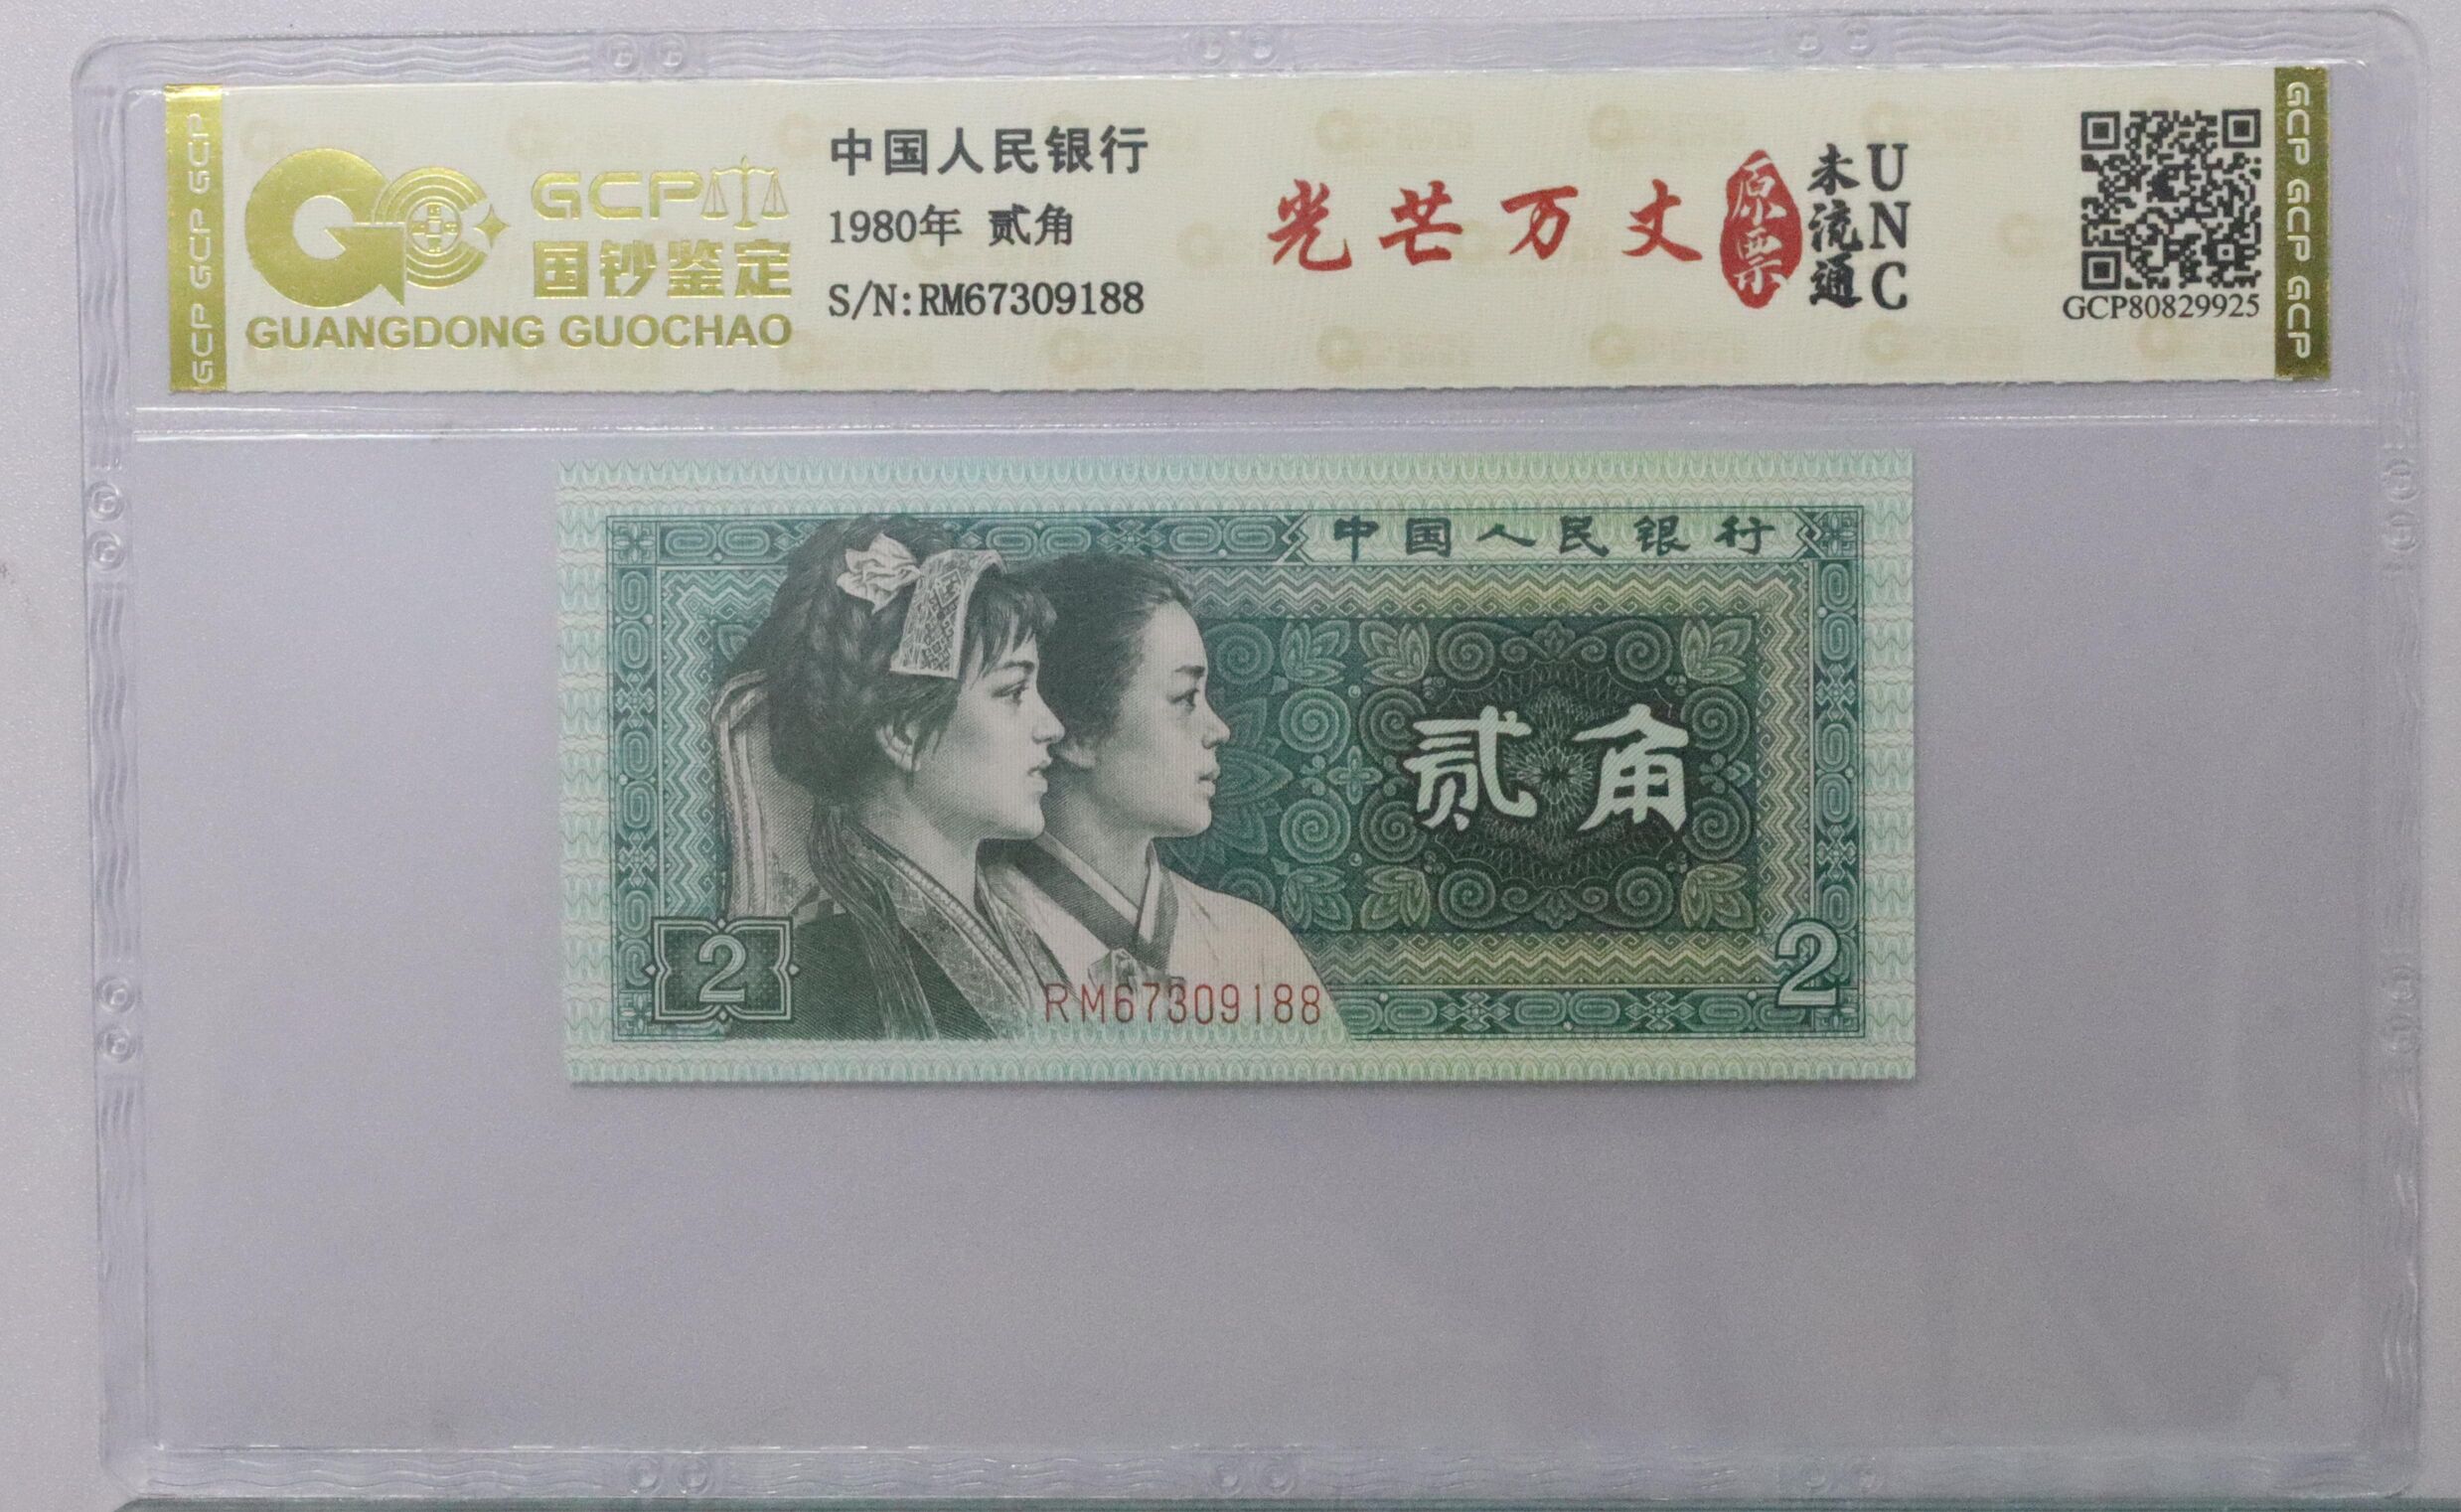 GCP GCP GCP
GCP
国钞鉴定
GUANGDONG GUOCHAO
中国人民银行
1980年 贰角
S/N:RM67309188
光芒万丈
原票
未流通
UNC
GCP80829925
GCP GCP GCP
中国人民银行
贰角
2
2
RM67309188